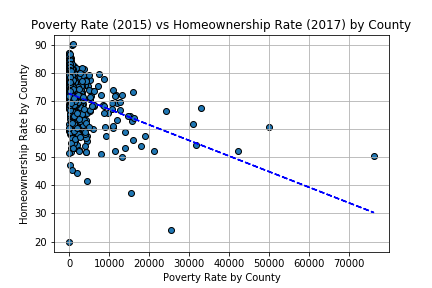 Poverty Rate (2015) vs Homeownership Rate (2017) by County
Homeownership Rate by County
90
80
70
60
50
40
30
20
0 10000 20000 30000 40000 50000 60000 70000
Poverty Rate by County